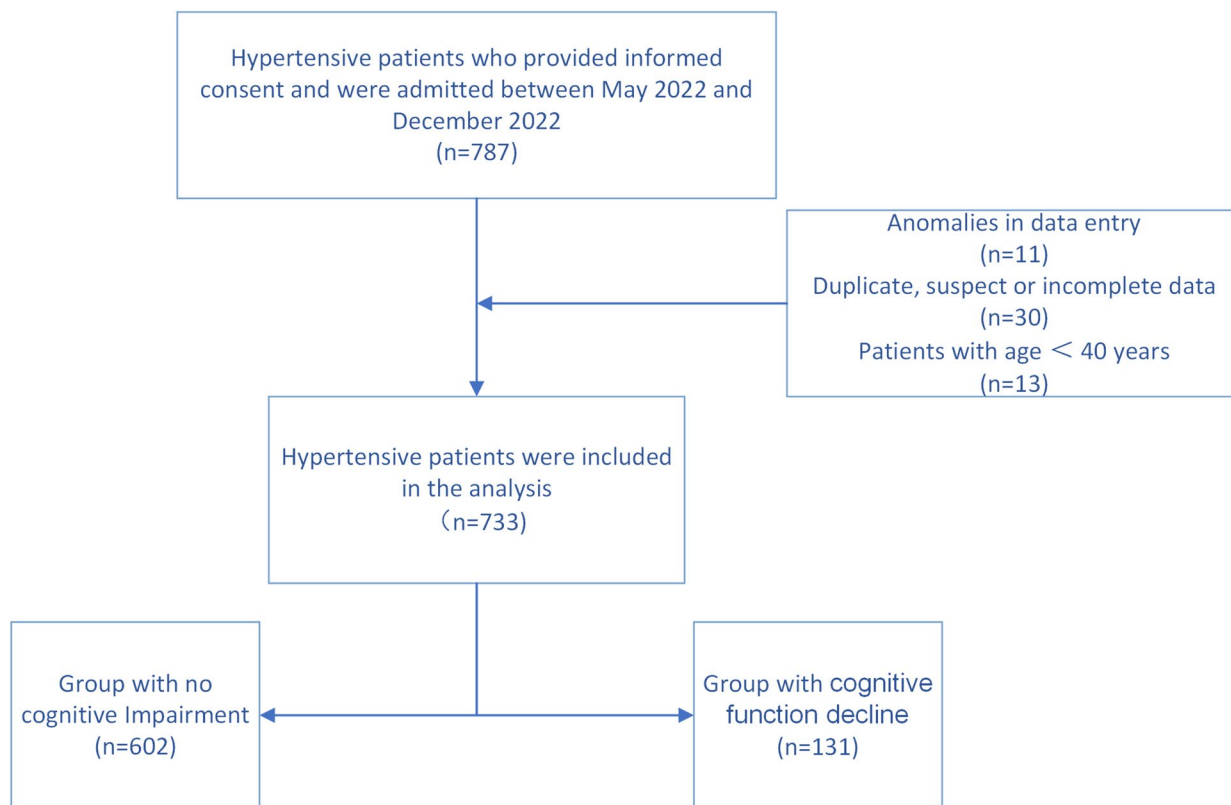 Hypertensive patients who provided informed
consent and were admitted between May 2022 and
December 2022
(n=787)
Anomalies in data entry
(n=11)
Duplicate, suspect or incomplete data
(n=30)
Patients with age < 40 years
(n=13)
Hypertensive patients were included
in the analysis
（n=733)
Group with no
cognitive Impairment
(n=602)
Group with cognitive
function decline
(n=131)